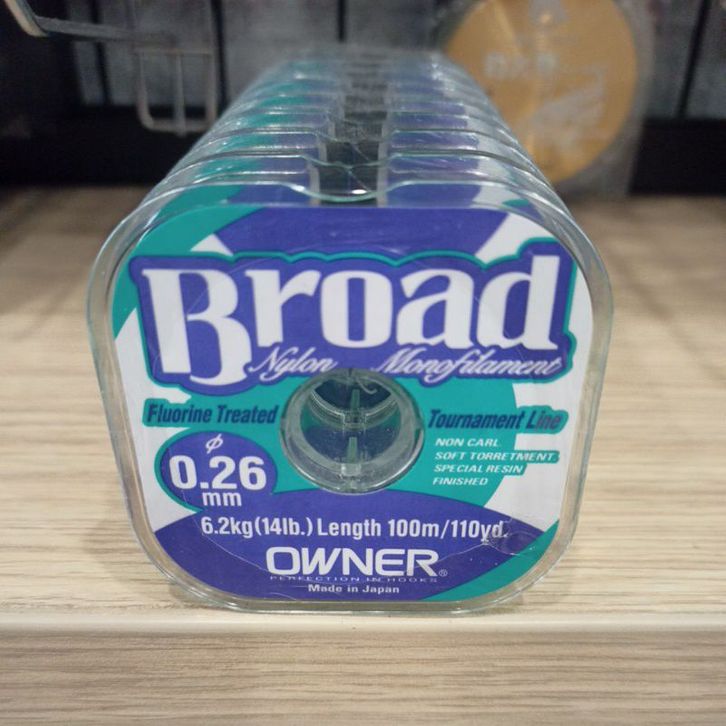 Broad
Nylon Monofilament
Fluorine Treated
Tournament Line
NON CARL
SOFT TORRETMENT
SPECIAL RESIN
FINISHED
φ
0.26
mm
6.2kg(14lb.) Length 100m/110yd.
OWNER®
PERFECTION IN HOOKS
Made in Japan